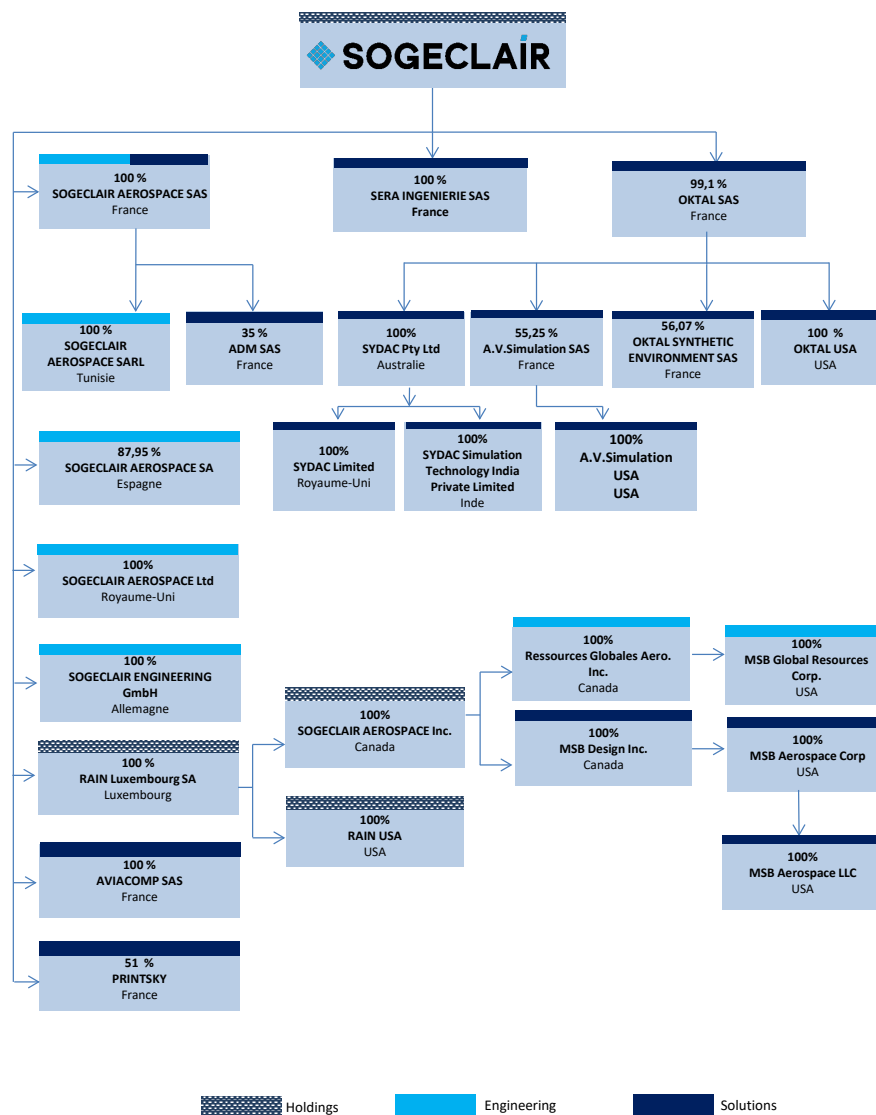 SOGECLAIR
100 %
SOGECLAIR AEROSPACE SAS
France
100 %
SERA INGENIERIE SAS
France
99,1 %
OKTAL SAS
France
100 %
SOGECLAIR
AEROSPACE SARL
Tunisie
35 %
ADM SAS
France
100%
SYDAC Pty Ltd
Australie
55,25 %
A.V.Simulation SAS
France
56,07 %
OKTAL SYNTHETIC
ENVIRONMENT SAS
France
100 %
OKTAL USA
USA
87,95 %
SOGECLAIR AEROSPACE SA
Espagne
100%
SYDAC Limited
Royaume-Uni
100%
SYDAC Simulation
Technology India
Private Limited
Inde
100%
A.V.Simulation
USA
USA
100%
SOGECLAIR AEROSPACE Ltd
Royaume-Uni
100 %
SOGECLAIR ENGINEERING
GmbH
Allemagne
100%
Ressources Globales Aero.
Inc.
Canada
100%
MSB Global Resources
Corp.
USA
100%
SOGECLAIR AEROSPACE Inc.
Canada
100%
MSB Design Inc.
Canada
100%
MSB Aerospace Corp
USA
100 %
RAIN Luxembourg SA
Luxembourg
100%
RAIN USA
USA
100%
MSB Aerospace LLC
USA
100 %
AVIACOMP SAS
France
51 %
PRINTSKY
France
Holdings
Engineering
Solutions